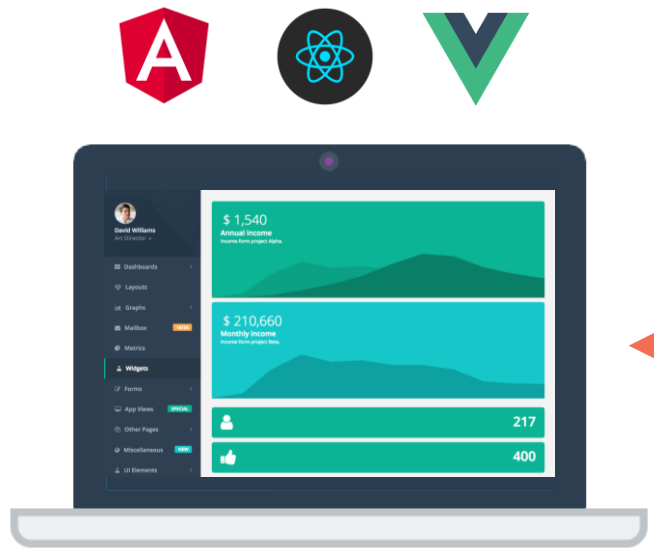 A
David Williams
Art Director
Dashboards
Layouts
Graphs
Mailbox
Metrics
Widgets
Forms
App Views SPECIAL
Other Pages
Miscellaneous NEW
UI Elements
$ 1,540
Annual Income
Income form project Alpha.
$ 210,660
Monthly Income
Income form project Beta.
217
400